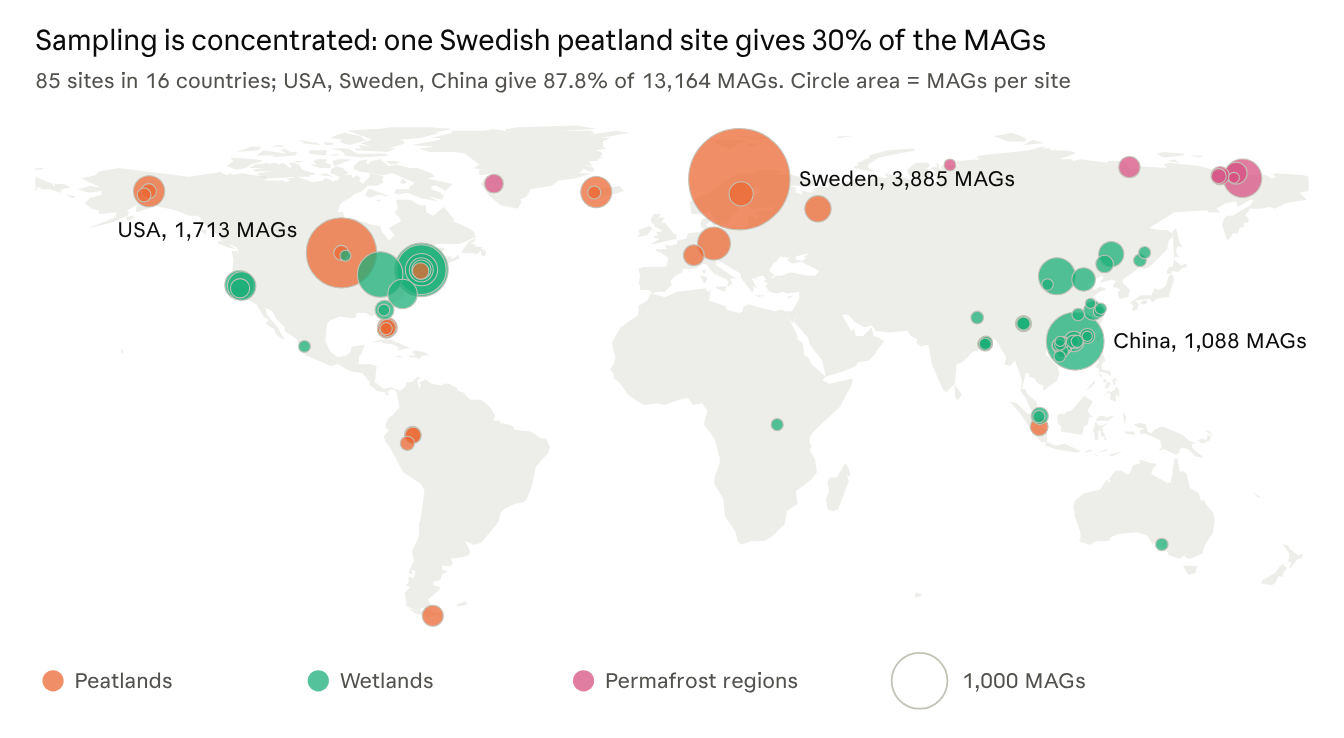 Sampling is concentrated: one Swedish peatland site gives 30% of the MAGs
85 sites in 16 countries; USA, Sweden, China give 87.8% of 13,164 MAGs. Circle area = MAGs per site
Sweden, 3,885 MAGs
USA, 1,713 MAGs
China, 1,088 MAGs
Peatlands
Wetlands
Permafrost regions
1,000 MAGs